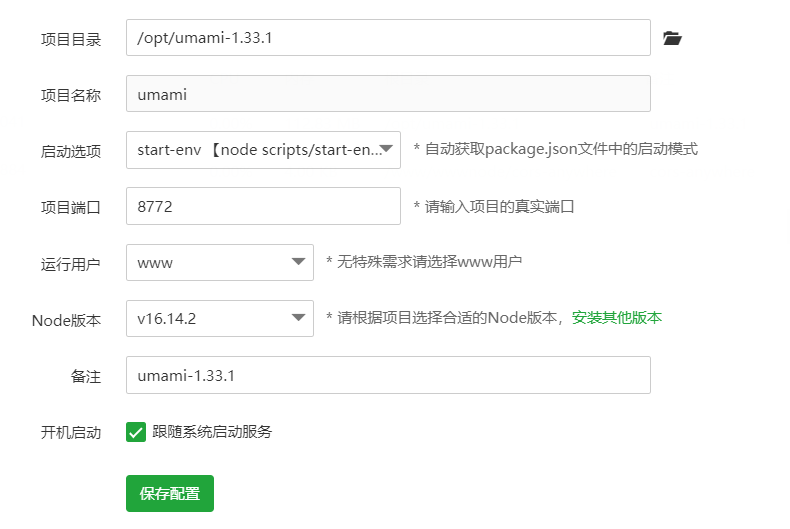 项目目录 /opt/umami-1.33.1
项目名称 umami
启动选项 start-env 【node scripts/start-en... * 自动获取package.json文件中的启动模式
项目端口 8772 * 请输入项目的真实端口
运行用户 www * 无特殊需求请选择www用户
Node版本 v16.14.2 * 请根据项目选择合适的Node版本，安装其他版本
备注 umami-1.33.1
开机启动 跟随系统启动服务
保存配置